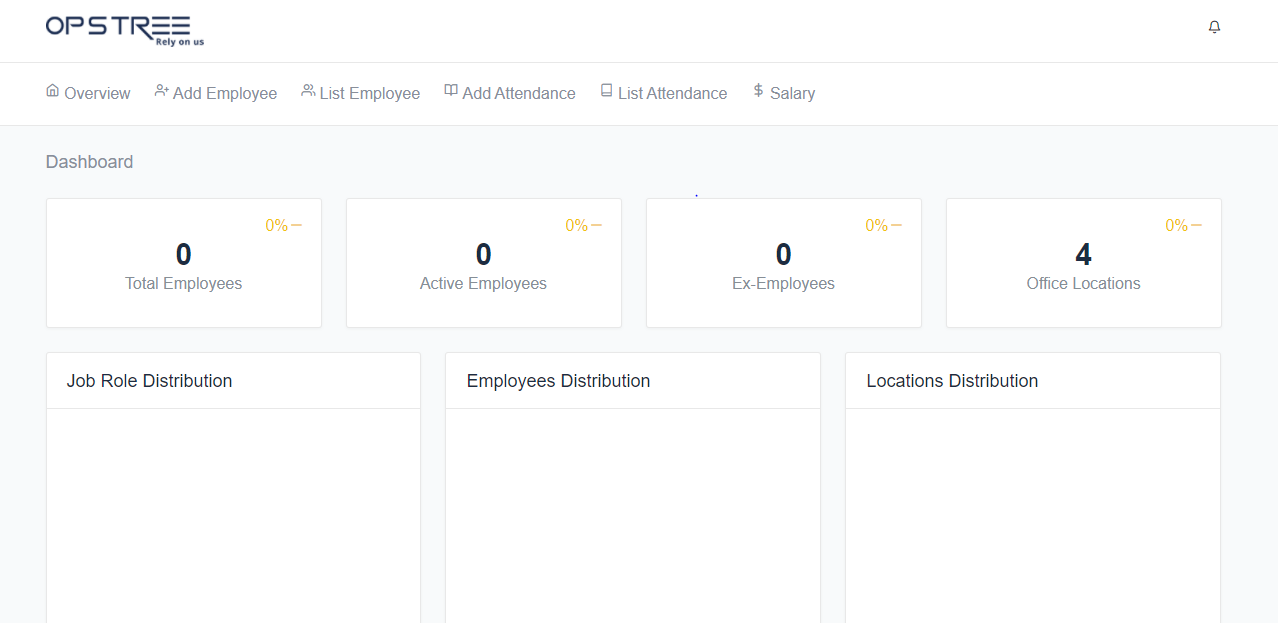 OPSTREE
Rely on us
Overview Add Employee List Employee Add Attendance List Attendance Salary
Dashboard
0% 0% 0% 0%
0 0 0 4
Total Employees Active Employees Ex-Employees Office Locations
Job Role Distribution Employees Distribution Locations Distribution